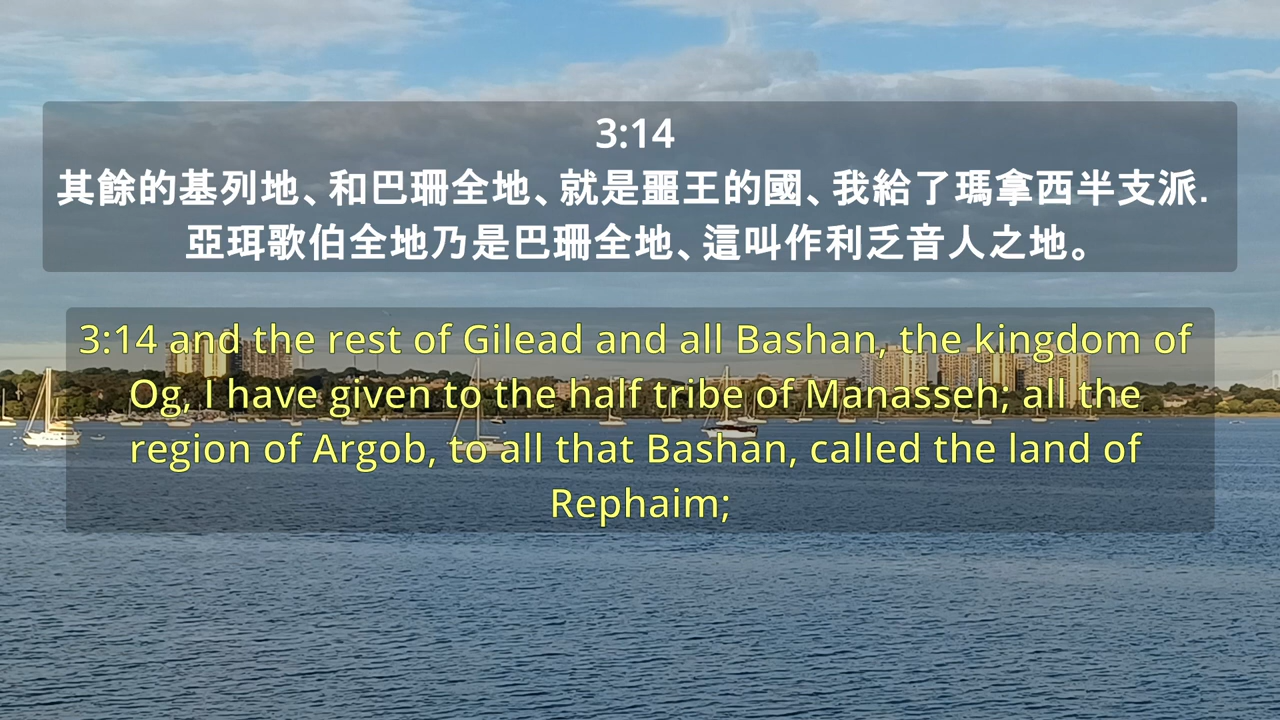 3:14
其餘的基列地、和巴珊全地、就是噩王的國、我給了瑪拿西半支派.
亞珥歌伯全地乃是巴珊全地、這叫作利乏音人之地。
3:14 and the rest of Gilead and all Bashan, the kingdom of
Og, I have given to the half tribe of Manasseh; all the
region of Argob, to all that Bashan, called the land of
Rephaim;